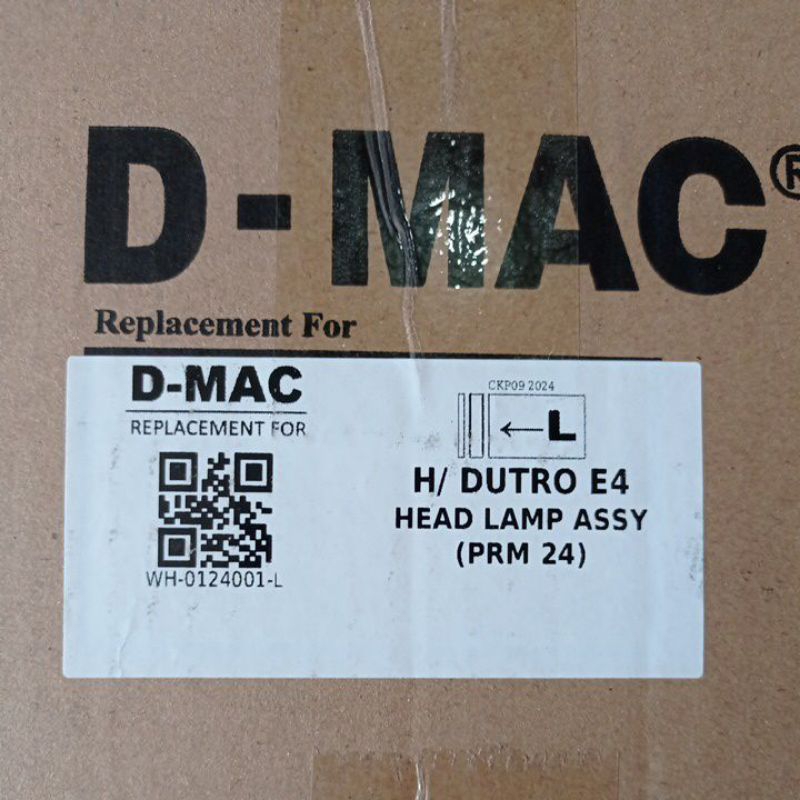 D-MAC®
Replacement For
D-MAC
REPLACEMENT FOR
WH-0124001-L
CKP09 2024
←L
H/ DUTRO E4
HEAD LAMP ASSY
(PRM 24)